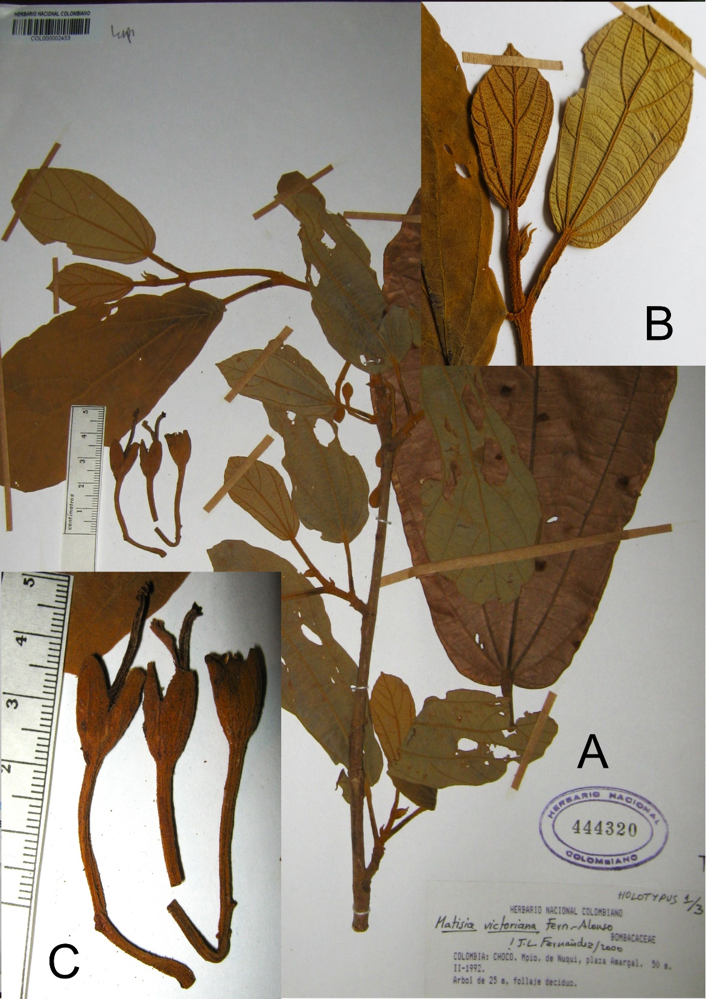 HERBARIO NACIONAL COLOMBIANO
COL000002453
B
5
4
3
2
1
centimetros
5
4
3
2
A
HERBARIO NACIONAL
444320
COLOMBIANO
T
HOLOTYPUS 1/3
HERBARIO NACIONAL COLOMBIANO
Matisia victoriana Fern-Alonso
BOMBACACEAE
! J.L Fernández/2000
COLOMBIA: CHOCO. Mpio. de Nuqui, plaza Amargal. 50 m.
II-1992.
Arbol de 25 m, follaje deciduo.
C